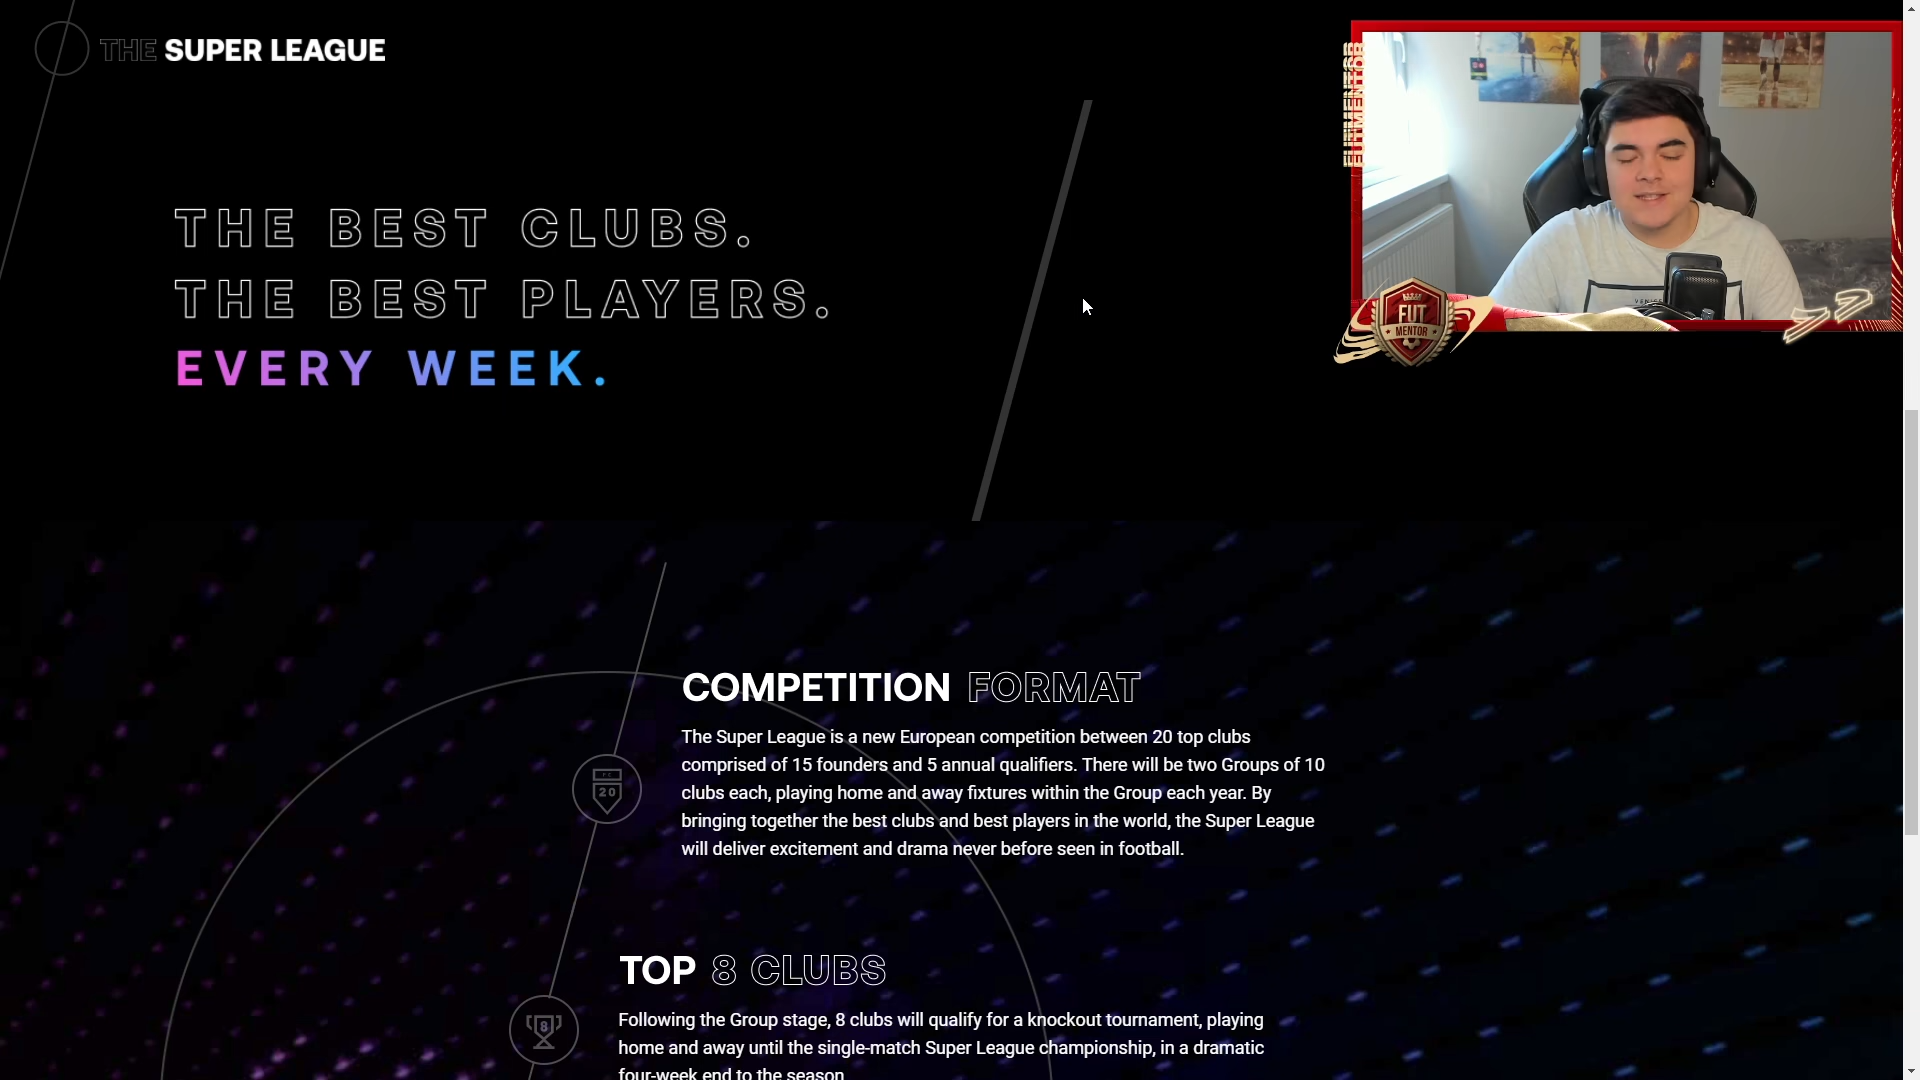 THE SUPER LEAGUE
THE BEST CLUBS.
THE BEST PLAYERS.
EVERY WEEK.
FUT
MENTOR
COMPETITION FORMAT
The Super League is a new European competition between 20 top clubs
comprised of 15 founders and 5 annual qualifiers. There will be two Groups of 10
clubs each, playing home and away fixtures within the Group each year. By
bringing together the best clubs and best players in the world, the Super League
will deliver excitement and drama never before seen in football.
20
TOP 8 CLUBS
Following the Group stage, 8 clubs will qualify for a knockout tournament, playing
home and away until the single-match Super League championship, in a dramatic
four-week end to the season
8